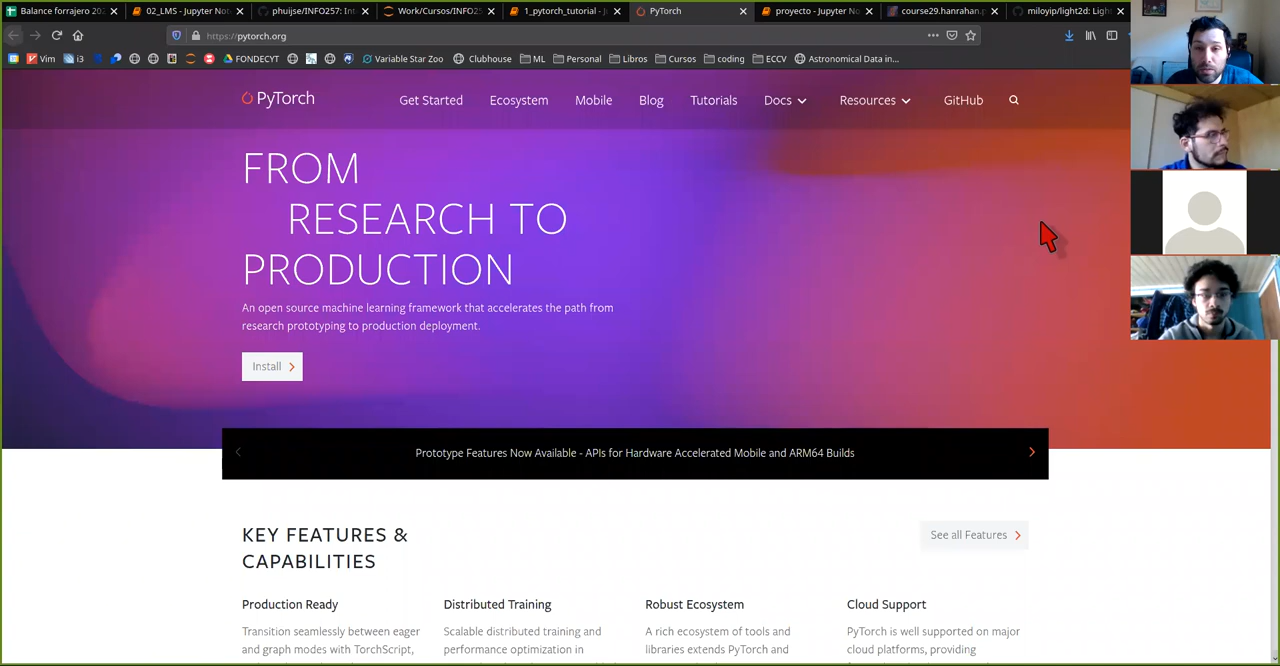 Balance forrajero 202
02_LMS - Jupyter Not
phuijse/INFO257: Int
Work/Cursos/INFO25
1_pytorch_tutorial - Ju
PyTorch
proyecto - Jupyter No
course29.hanrahan.p
miloyip/light2d: Light
https://pytorch.org
Vim
i3
FONDECYT
Variable Star Zoo
Clubhouse
ML
Personal
Libros
Cursos
coding
ECCV
Astronomical Data in...
PyTorch
Get Started
Ecosystem
Mobile
Blog
Tutorials
Docs
Resources
GitHub
FROM
RESEARCH TO
PRODUCTION
An open source machine learning framework that accelerates the path from
research prototyping to production deployment.
Install
Prototype Features Now Available - APIs for Hardware Accelerated Mobile and ARM64 Builds
KEY FEATURES &
CAPABILITIES
See all Features
Production Ready
Transition seamlessly between eager
and graph modes with TorchScript,
Distributed Training
Scalable distributed training and
performance optimization in
Robust Ecosystem
A rich ecosystem of tools and
libraries extends PyTorch and
Cloud Support
PyTorch is well supported on major
cloud platforms, providing